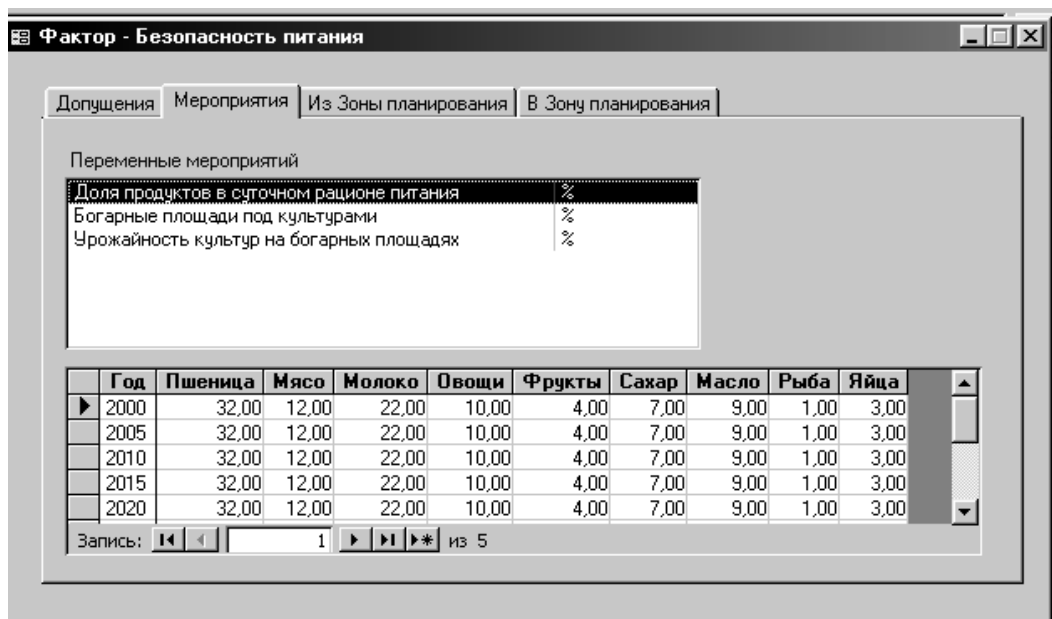 Фактор - Безопасность питания
Допущения Мероприятия Из Зоны планирования В Зону планирования
Переменные мероприятий
Доля продуктов в суточном рационе питания %
Богарные площади под культурами %
Урожайность культур на богарных площадях %
Год Пшеница Мясо Молоко Овощи Фрукты Сахар Масло Рыба Яйца
2000 32,00 12,00 22,00 10,00 4,00 7,00 9,00 1,00 3,00
2005 32,00 12,00 22,00 10,00 4,00 7,00 9,00 1,00 3,00
2010 32,00 12,00 22,00 10,00 4,00 7,00 9,00 1,00 3,00
2015 32,00 12,00 22,00 10,00 4,00 7,00 9,00 1,00 3,00
2020 32,00 12,00 22,00 10,00 4,00 7,00 9,00 1,00 3,00
Запись: 1 из 5